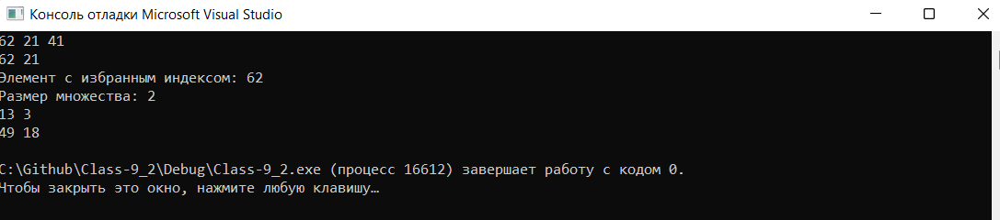 Консоль отладки Microsoft Visual Studio
62 21 41
62 21
Элемент с избранным индексом: 62
Размер множества: 2
13 3
49 18
C:\Github\Class-9_2\Debug\Class-9_2.exe (процесс 16612) завершает работу с кодом 0.
Чтобы закрыть это окно, нажмите любую клавишу…